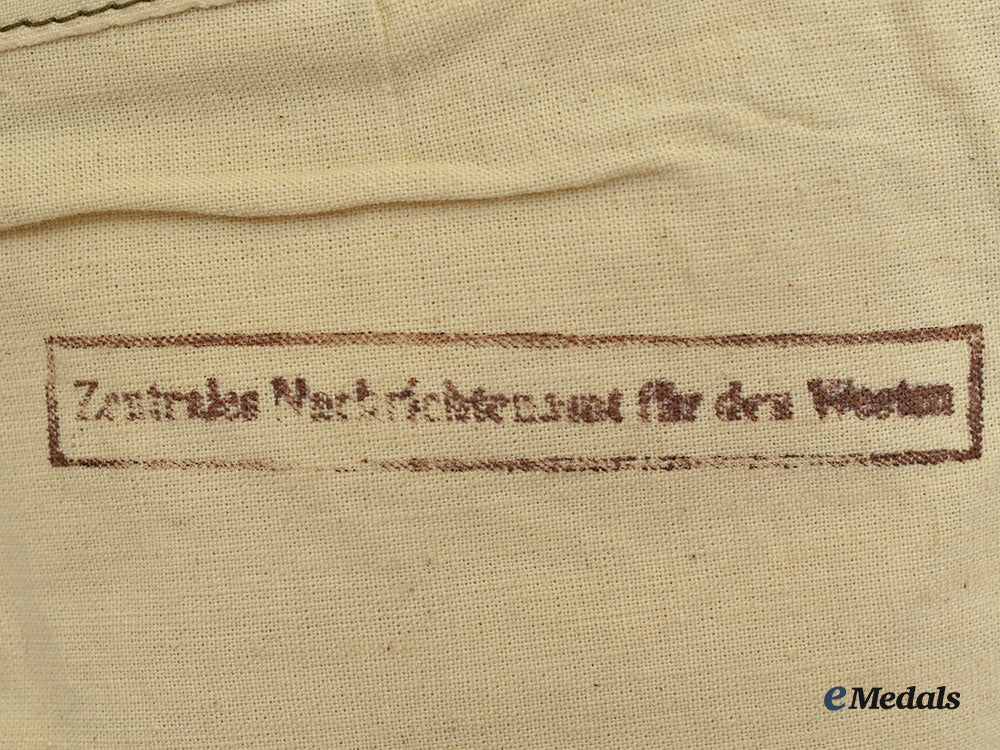 Zentrales Nachrichtenamt für den Westen
eMedals